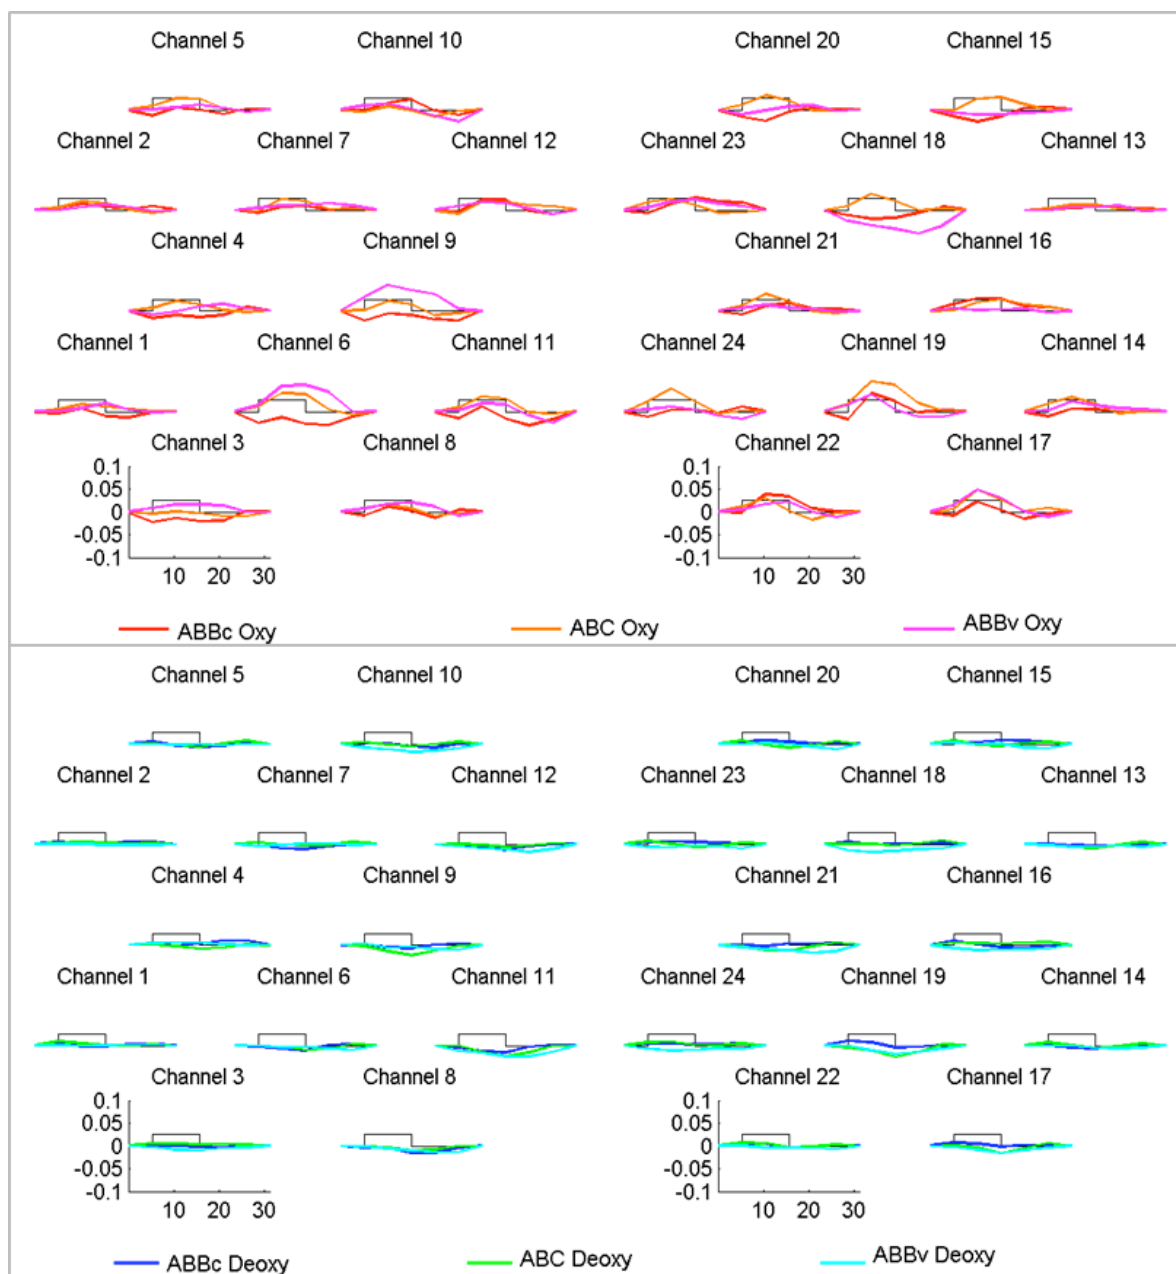 Channel 5 Channel 10 Channel 20 Channel 15
Channel 2 Channel 7 Channel 12 Channel 23 Channel 18 Channel 13
Channel 4 Channel 9 Channel 21 Channel 16
Channel 1 Channel 6 Channel 11 Channel 24 Channel 19 Channel 14
Channel 3 Channel 8 Channel 22 Channel 17
0.1 0.1
0.05 0.05
0 0
-0.05 -0.05
-0.1 -0.1
10 20 30 10 20 30
ABBc Oxy ABC Oxy ABBv Oxy
Channel 5 Channel 10 Channel 20 Channel 15
Channel 2 Channel 7 Channel 12 Channel 23 Channel 18 Channel 13
Channel 4 Channel 9 Channel 21 Channel 16
Channel 1 Channel 6 Channel 11 Channel 24 Channel 19 Channel 14
Channel 3 Channel 8 Channel 22 Channel 17
0.1 0.1
0.05 0.05
0 0
-0.05 -0.05
-0.1 -0.1
10 20 30 10 20 30
ABBc Deoxy ABC Deoxy ABBv Deoxy